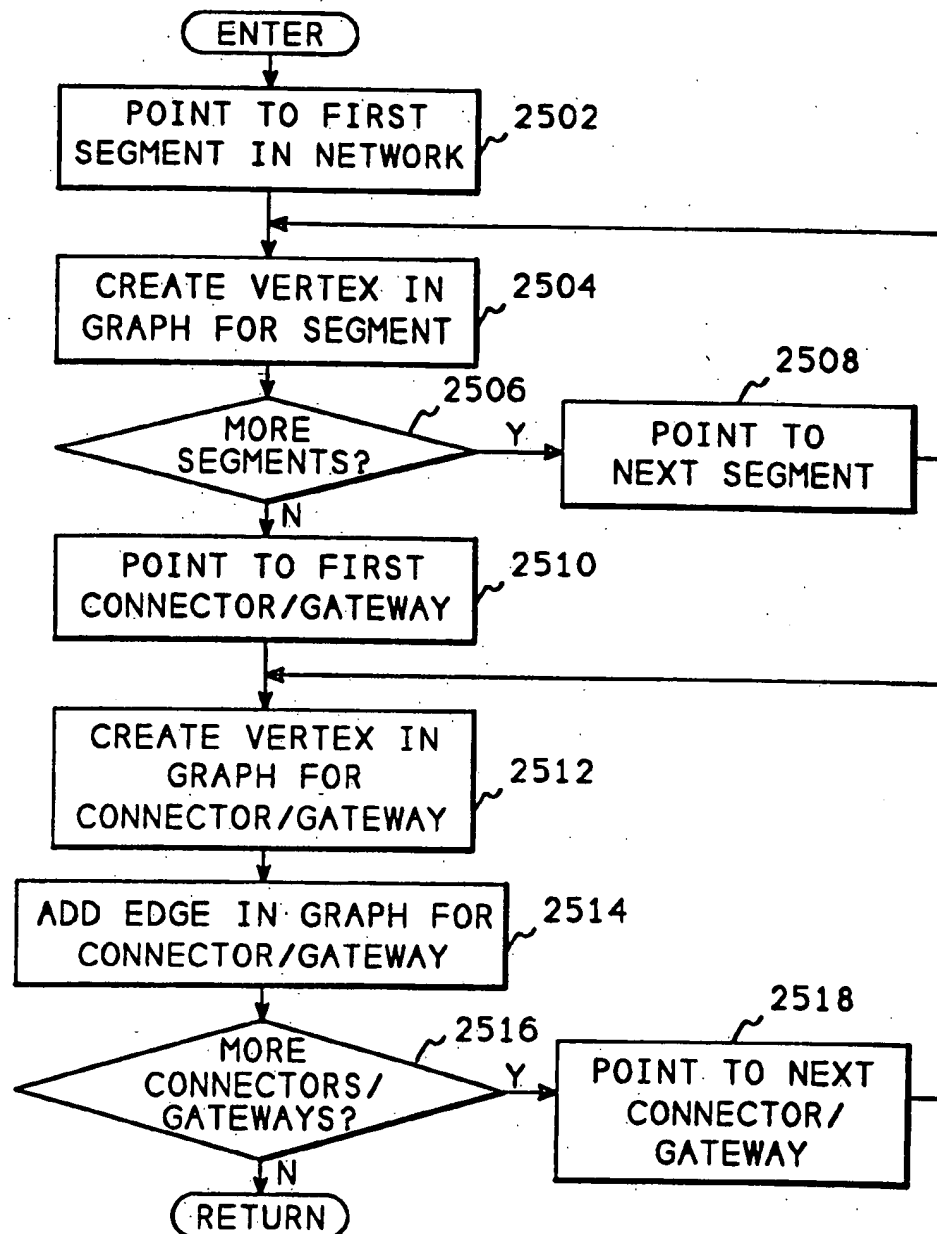 ENTER
POINT TO FIRST
SEGMENT IN NETWORK
2502
CREATE VERTEX IN
GRAPH FOR SEGMENT
2504
MORE
SEGMENTS?
2506
Y
N
POINT TO
NEXT SEGMENT
2508
POINT TO FIRST
CONNECTOR/GATEWAY
2510
CREATE VERTEX IN
GRAPH FOR
CONNECTOR/GATEWAY
2512
ADD EDGE IN GRAPH FOR
CONNECTOR/GATEWAY
2514
MORE
CONNECTORS/
GATEWAYS?
2516
Y
N
POINT TO NEXT
CONNECTOR/
GATEWAY
2518
RETURN